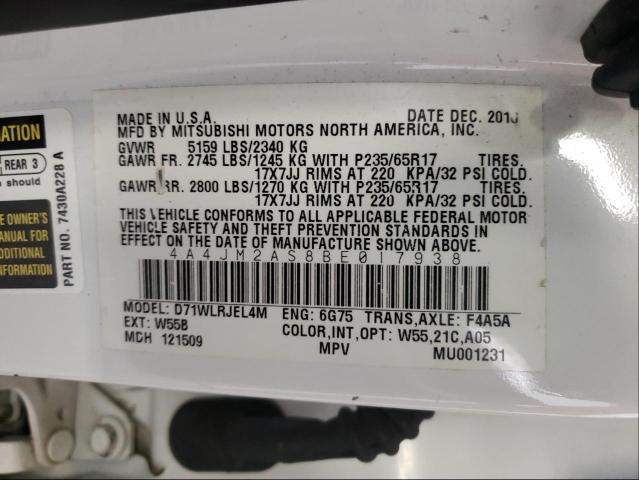 MADE IN U.S.A. DATE DEC. 2010
MFD BY MITSUBISHI MOTORS NORTH AMERICA, INC.
GVWR 5159 LBS/2340 KG
GAWR FR. 2745 LBS/1245 KG WITH P235/65R17 TIRES.
17X7JJ RIMS AT 220 KPA/32 PSI COLD.
GAWR RR. 2800 LBS/1270 KG WITH P235/65R17 TIRES.
17X7JJ RIMS AT 220 KPA/32 PSI COLD.
THIS VEHICLE CONFORMS TO ALL APPLICABLE FEDERAL MOTOR
VEHICLE SAFETY AND THEFT PREVENTION STANDARDS IN
EFFECT ON THE DATE OF MANUFACTURE SHOWN ABOVE.
4A4JM2AS8BE017938
MODEL: D71WLRJEL4M ENG: 6G75 TRANS,AXLE: F4A5A
EXT: W55B COLOR,INT,OPT: W55,21C,A05
MDH 121509 MPV MU001231
REAR 3
should
OWNER'S
FOR
INFORMATION
PART NO. 7430A228 A